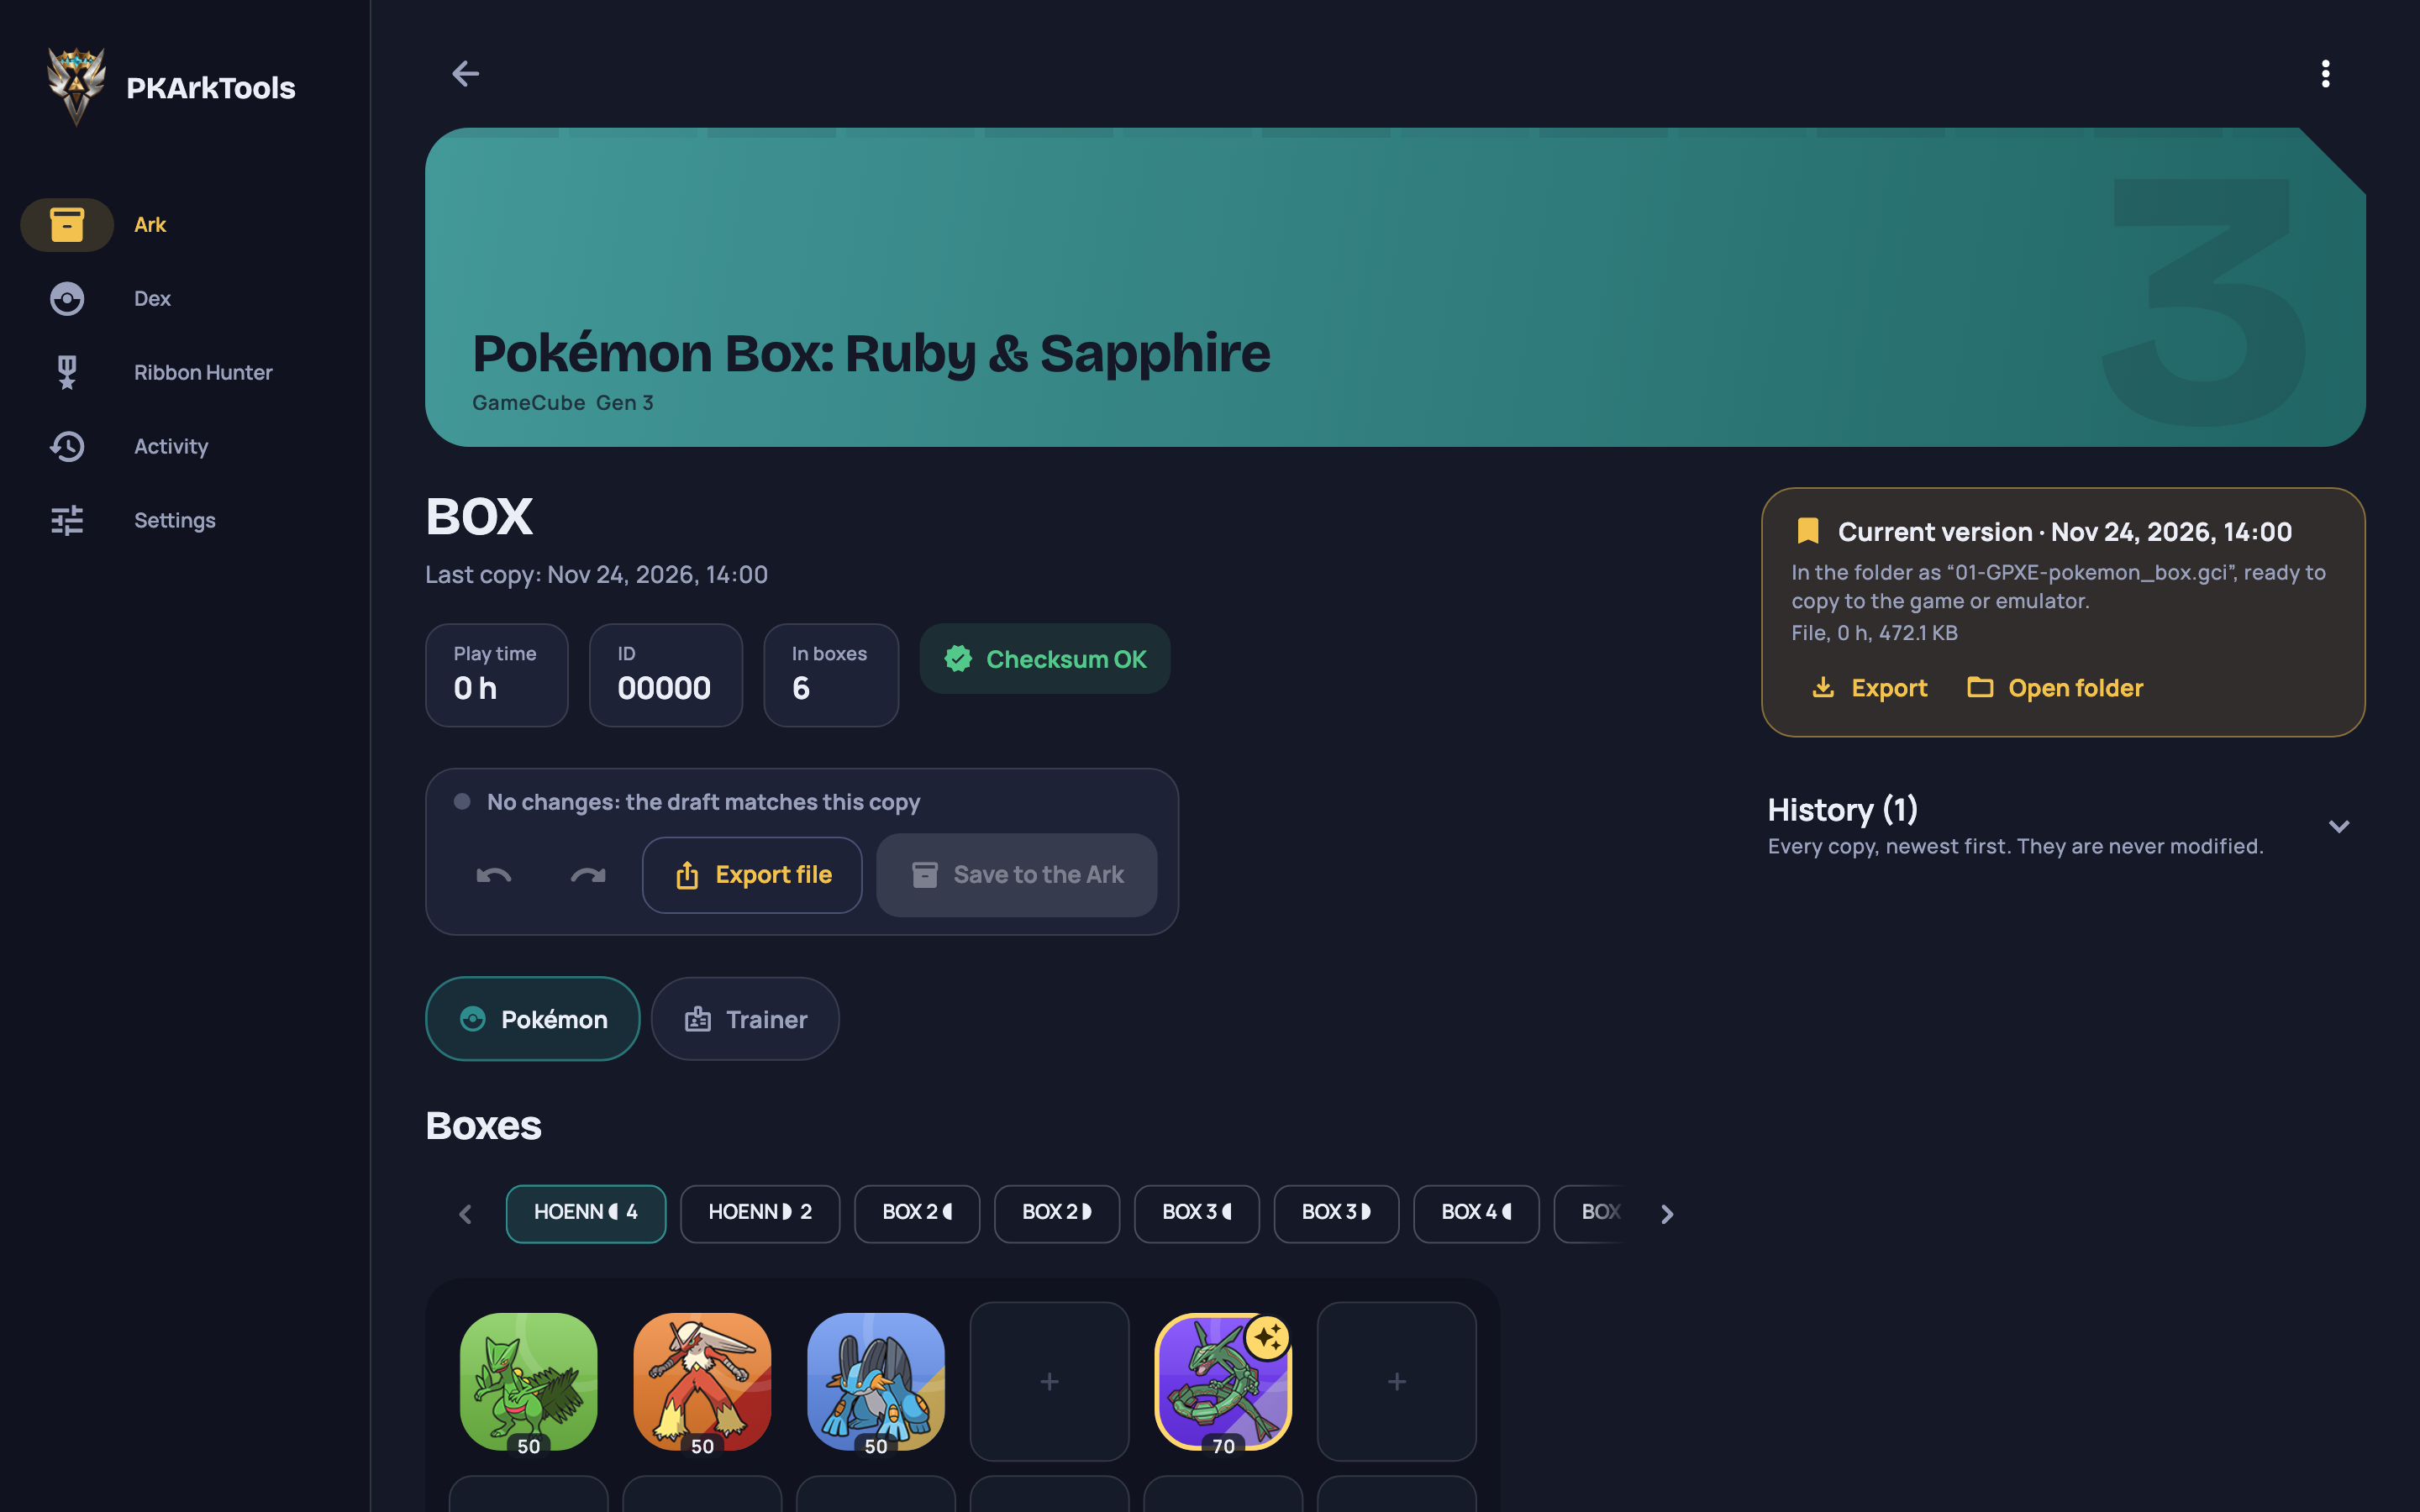 PKArkTools
Ark
Dex
Ribbon Hunter
Activity
Settings
3
Pokémon Box: Ruby & Sapphire
GameCube Gen 3
BOX
Last copy: Nov 24, 2026, 14:00
Play time
0 h
ID
00000
In boxes
6
Checksum OK
No changes: the draft matches this copy
Export file
Save to the Ark
Pokémon
Trainer
Current version · Nov 24, 2026, 14:00
In the folder as “01-GPXE-pokemon_box.gci”, ready to
copy to the game or emulator.
File, 0 h, 472.1 KB
Export
Open folder
History (1)
Every copy, newest first. They are never modified.
Boxes
HOENN 4
HOENN 2
BOX 2
BOX 2
BOX 3
BOX 3
BOX 4
BOX
50
50
50
70